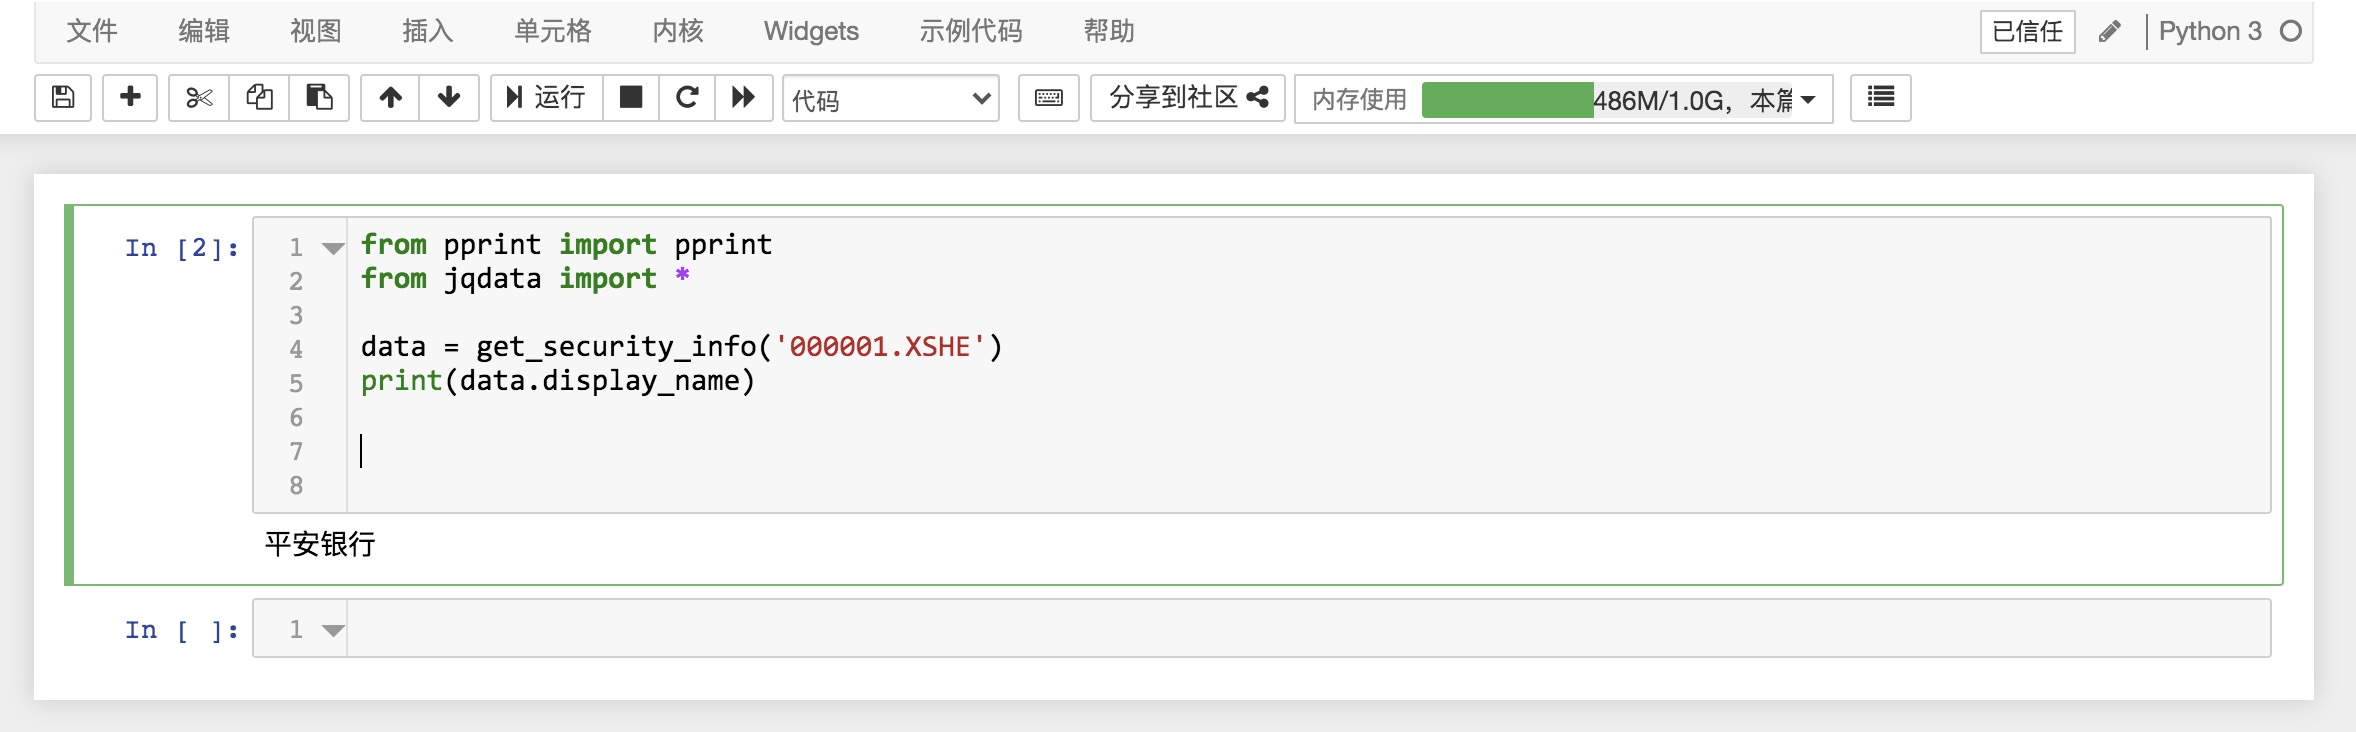 文件 编辑 视图 插入 单元格 内核 Widgets 示例代码 帮助 已信任 Python 3
运行 代码 分享到社区 内存使用 486M/1.0G，本篇
In [2]:
1 from pprint import pprint
2 from jqdata import *
3
4 data = get_security_info('000001.XSHE')
5 print(data.display_name)
6
7
8
平安银行
In [ ]: 1